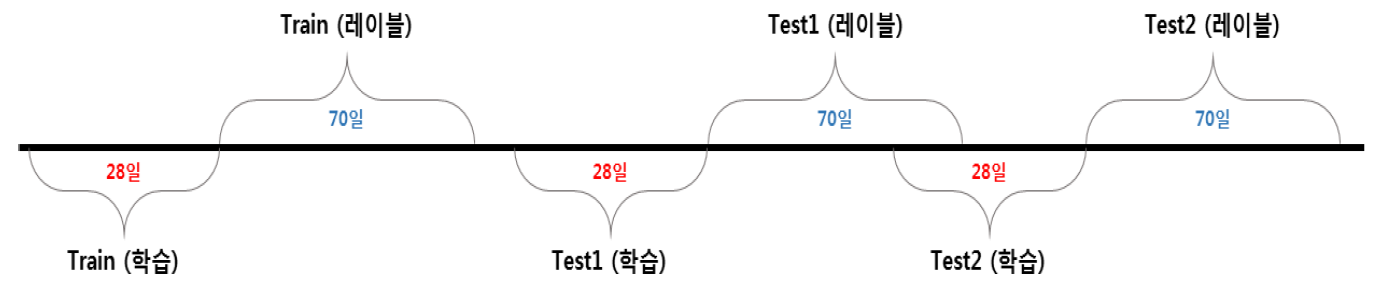 Train (레이블)
Test1 (레이블)
Test2 (레이블)
70일
70일
70일
28일
28일
28일
Train (학습)
Test1 (학습)
Test2 (학습)